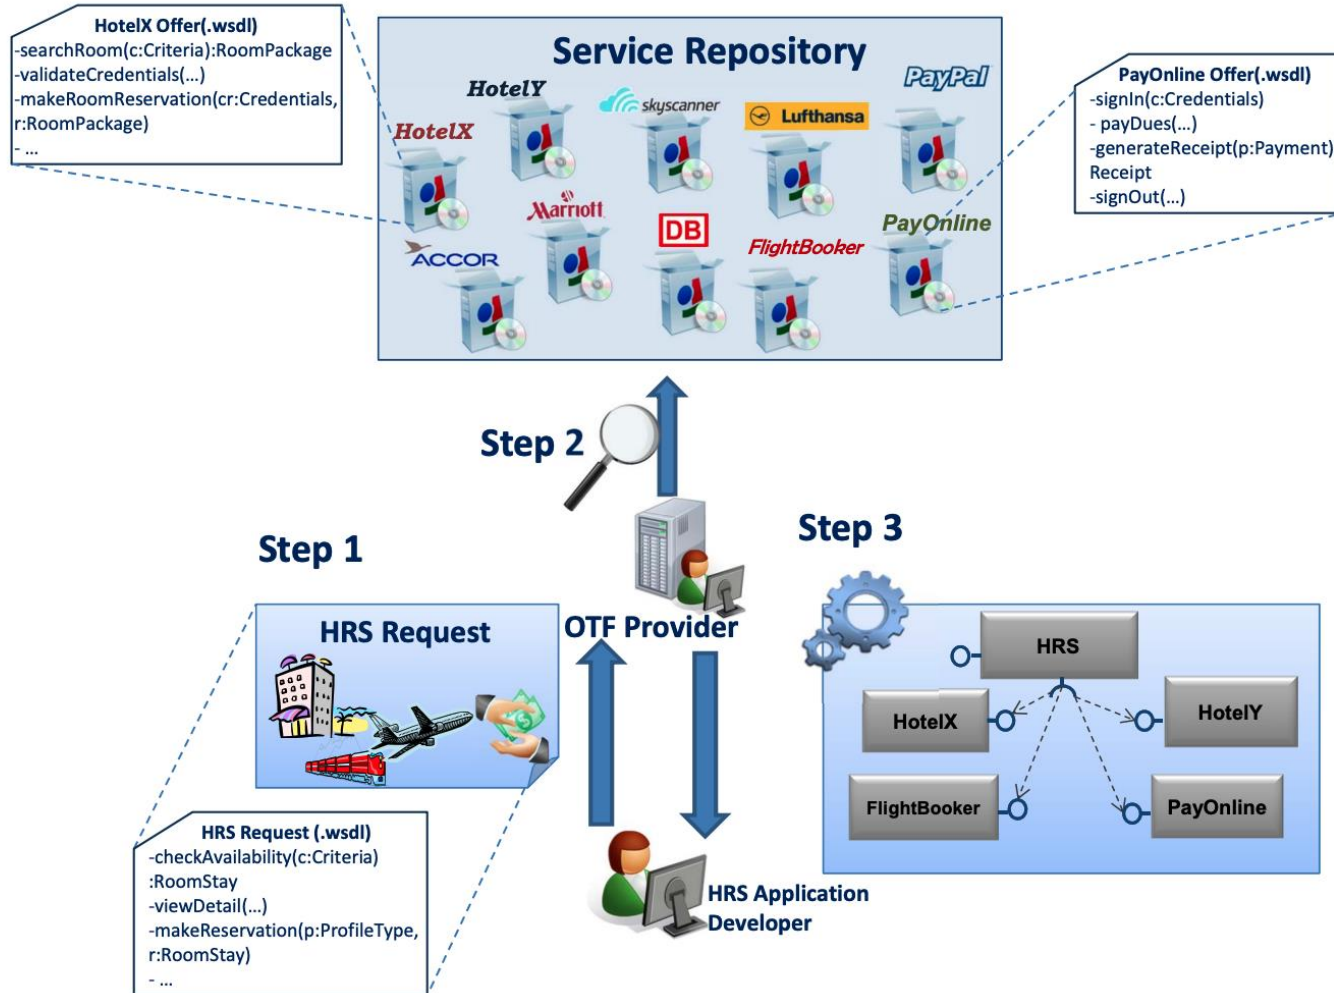 HotelX Offer(.wsdl)
-searchRoom(c:Criteria):RoomPackage
-validateCredentials(...)
-makeRoomReservation(cr:Credentials,
r:RoomPackage)
- ...
Service Repository
HotelY
skyscanner
Lufthansa
PayPal
HotelX
Marriott
DB
FlightBooker
PayOnline
ACCOR
PayOnline Offer(.wsdl)
-signIn(c:Credentials)
- payDues(...)
-generateReceipt(p:Payment)
Receipt
-signOut(...)
Step 2
Step 1
Step 3
HRS Request
OTF Provider
HRS
HotelX
HotelY
FlightBooker
PayOnline
HRS Request (.wsdl)
-checkAvailability(c:Criteria)
:RoomStay
-viewDetail(...)
-makeReservation(p:ProfileType,
r:RoomStay)
- ...
HRS Application
Developer